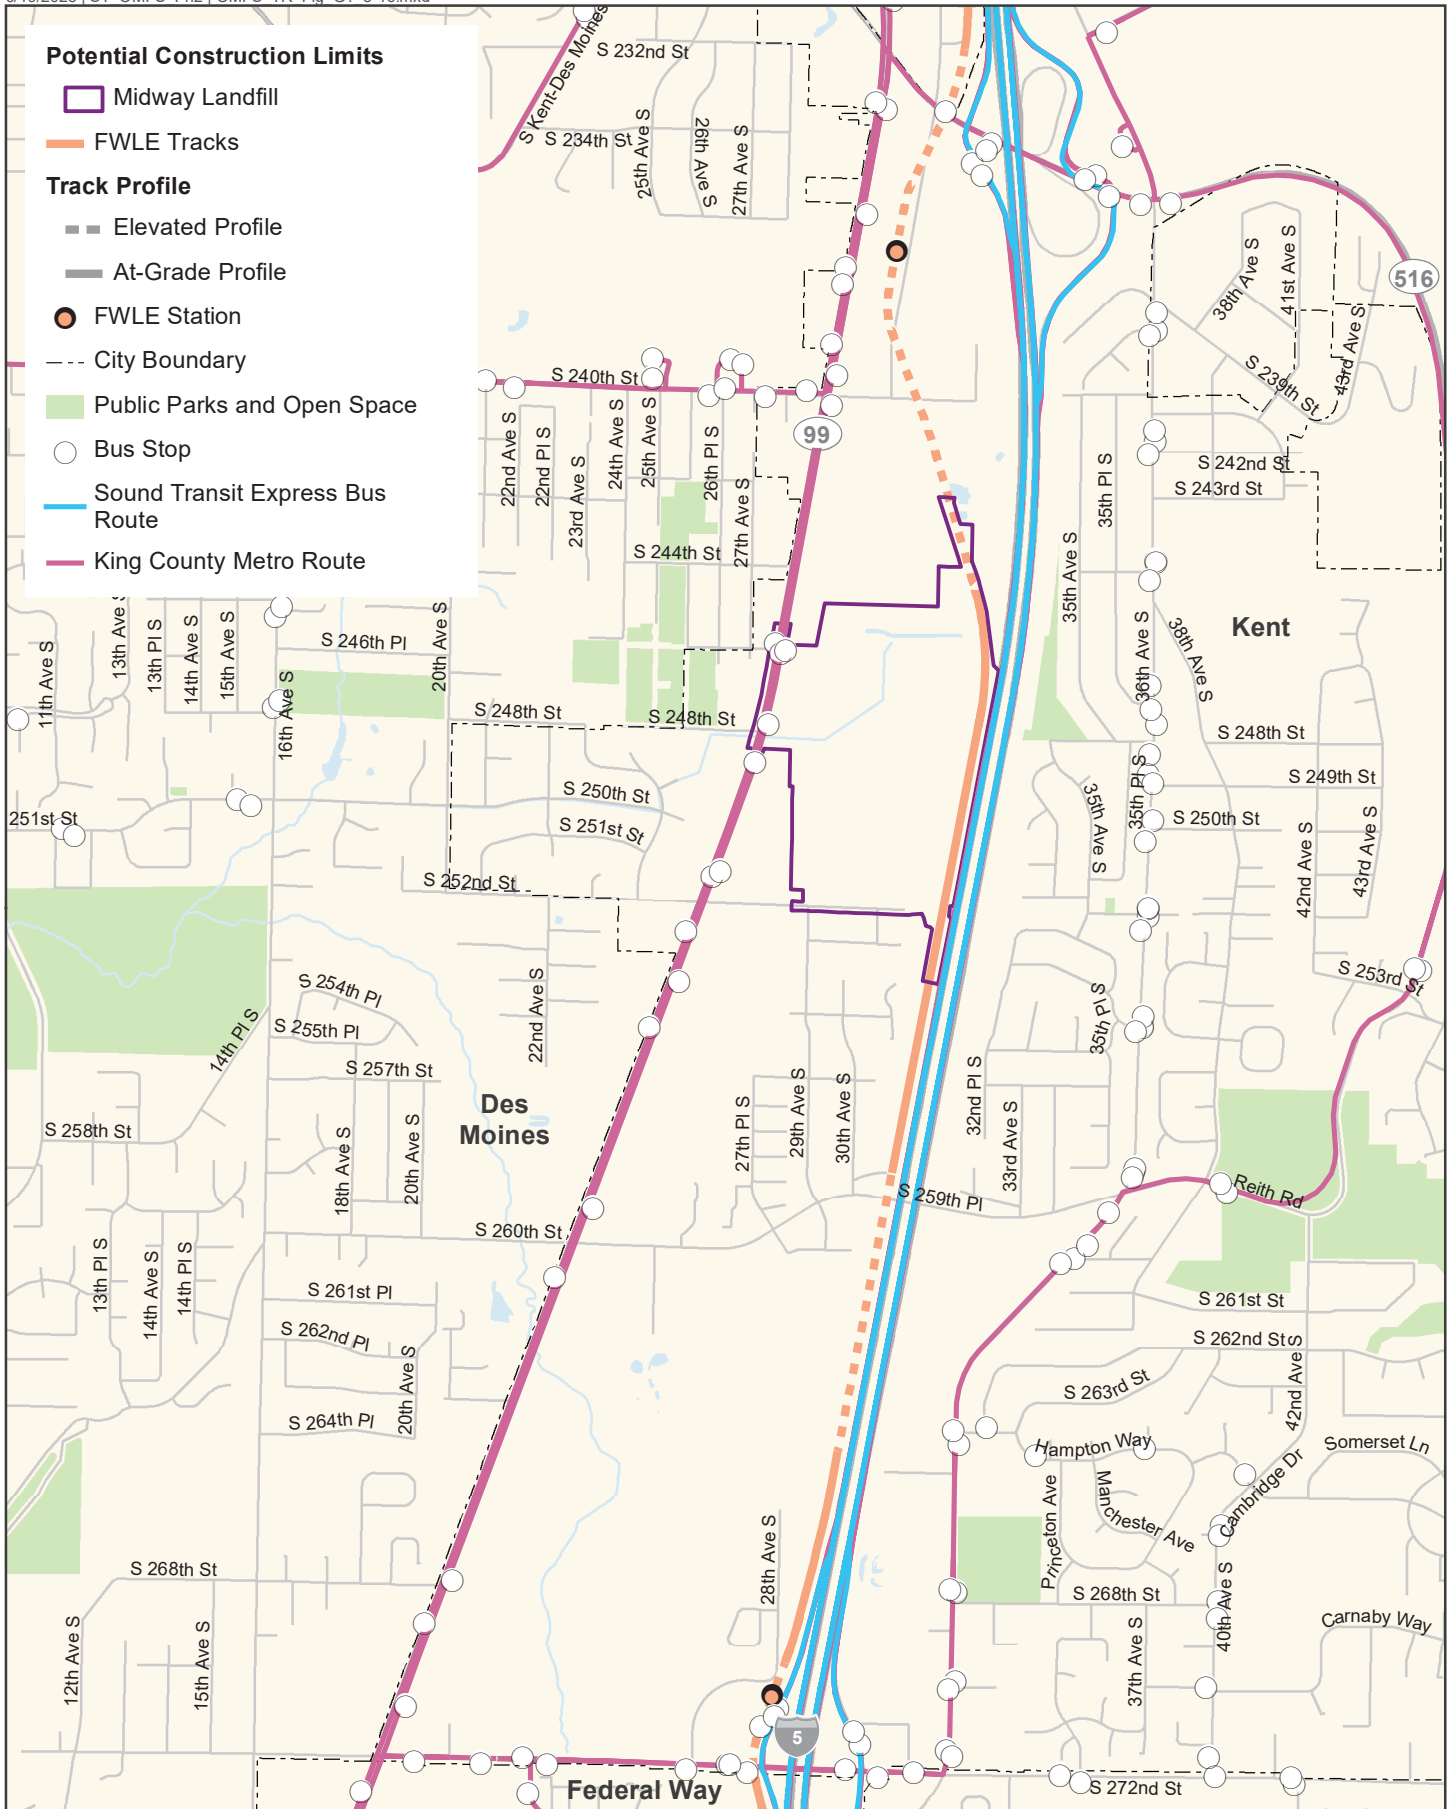 Potential Construction Limits
Midway Landfill
FWLE Tracks
Track Profile
Elevated Profile
At-Grade Profile
FWLE Station
City Boundary
Public Parks and Open Space
Bus Stop
Sound Transit Express Bus
Route
King County Metro Route
S Kent-Des Moines
S 232nd St
S 234th St
25th Ave S
26th Ave S
27th Ave S
516
38th Ave S
41st Ave S
43rd Ave S
S 239th St
S 240th St
99
22nd Ave S
22nd Pl S
23rd Ave S
24th Ave S
25th Ave S
26th Pl S
27th Ave S
S 242nd St
S 243rd St
35th Pl S
35th Ave S
S 244th St
36th Ave S
38th Ave S
Kent
11th Ave S
13th Ave S
13th Pl S
14th Ave S
15th Ave S
16th Ave S
20th Ave S
S 246th Pl
S 248th St
S 248th St
S 248th St
S 249th St
S 250th St
S 250th St
S 251st St
251st St
35th Ave S
35th Pl S
42nd Ave S
43rd Ave S
S 252nd St
S 253rd St
S 254th Pl
S 255th Pl
14th Pl S
22nd Ave S
35th Pl S
S 257th St
S 258th St
Des
Moines
18th Ave S
20th Ave S
27th Pl S
29th Ave S
30th Ave S
32nd Pl S
33rd Ave S
S 259th Pl
Reith Rd
S 260th St
13th Pl S
14th Ave S
14th Pl S
S 261st Pl
S 261st St
S 262nd Pl
S 262nd St
20th Ave S
S 263rd St
42nd Ave S
S 264th Pl
Hampton Way
Somerset Ln
Cambridge Dr
Manchester Ave
Princeton Ave
28th Ave S
S 268th St
S 268th St
12th Ave S
15th Ave S
37th Ave S
40th Ave S
Carnaby Way
5
Federal Way
S 272nd St